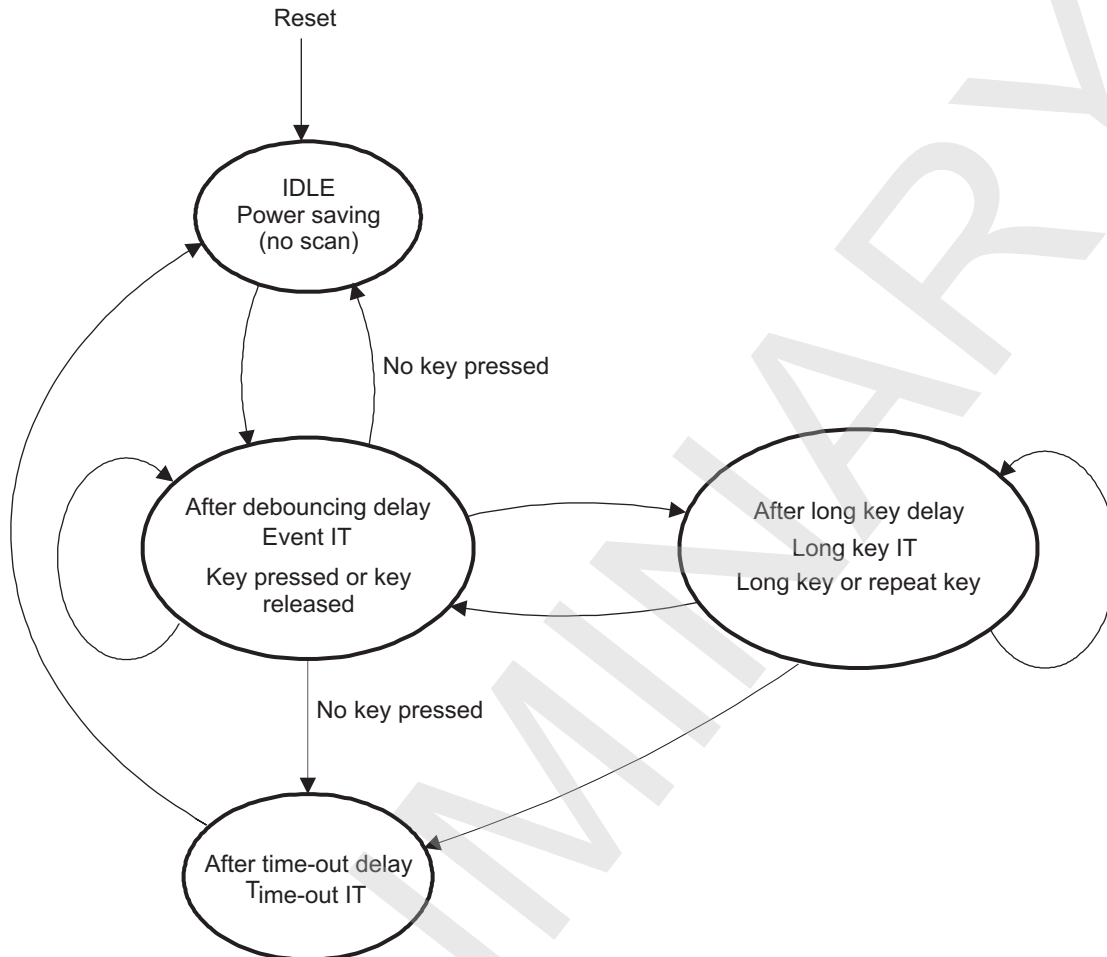 Reset
IDLE
Power saving
(no scan)
No key pressed
After debouncing delay
Event IT
Key pressed or key
released
After long key delay
Long key IT
Long key or repeat key
No key pressed
After time-out delay
Time-out IT
IMINARY